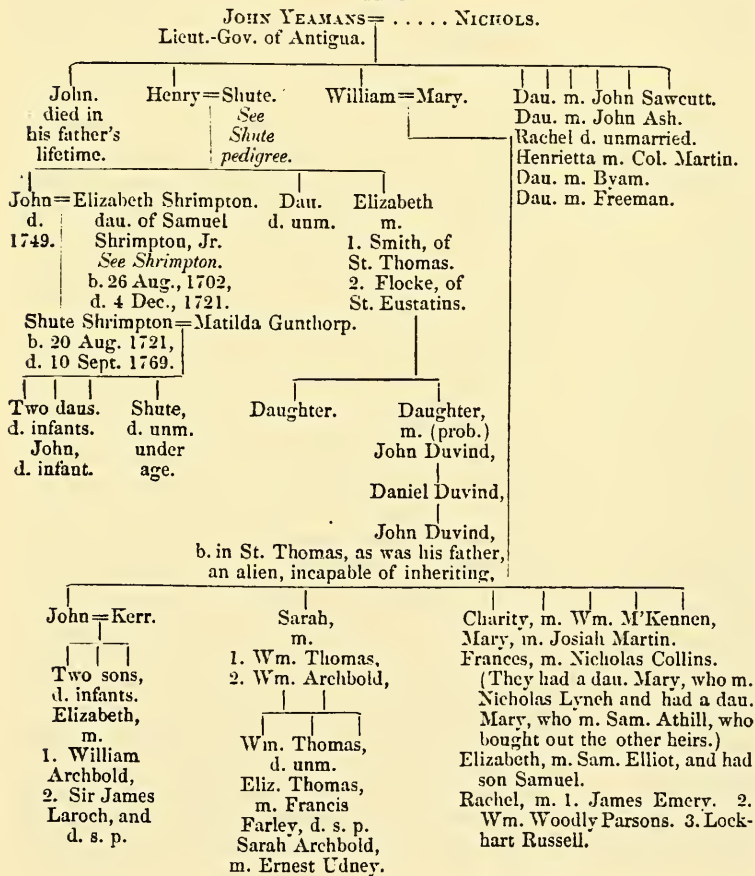 John Yeamans= . . . . . Nichols.
Lieut.-Gov. of Antigua.
John.
died in
his father's
lifetime.
Henry=Shute.
See
Shute
pedigree.
William=Mary.
Dau. m. John Sawcutt.
Dau. m. John Ash.
Rachel d. unmarried.
Henrietta m. Col. Martin.
Dau. m. Byam.
Dau. m. Freeman.
John=Elizabeth Shrimpton.
d. dau. of Samuel
1749. Shrimpton, Jr.
See Shrimpton.
b. 26 Aug., 1702,
d. 4 Dec., 1721.
Dau.
d. unm.
Elizabeth
m.
1. Smith, of
St. Thomas.
2. Flocke, of
St. Eustatins.
Shute Shrimpton=Matilda Gunthorp.
b. 20 Aug. 1721,
d. 10 Sept. 1769.
Two daus.
d. infants.
John,
d. infant.
Shute,
d. unm.
under
age.
Daughter.
Daughter,
m. (prob.)
John Duvind,
Daniel Duvind,
John Duvind,
b. in St. Thomas, as was his father,
an alien, incapable of inheriting.
John=Kerr.
Two sons,
d. infants.
Elizabeth,
m.
1. William
Archbold,
2. Sir James
Laroch, and
d. s. p.
Sarah,
m.
1. Wm. Thomas,
2. Wm. Archbold,
Wm. Thomas,
d. unm.
Eliz. Thomas,
m. Francis
Farley, d. s. p.
Sarah Archbold,
m. Ernest Udney.
Charity, m. Wm. M'Kennen,
Mary, m. Josiah Martin.
Frances, m. Nicholas Collins.
(They had a dau. Mary, who m.
Nicholas Lynch and had a dau.
Mary, who m. Sam. Athill, who
bought out the other heirs.)
Elizabeth, m. Sam. Elliot, and had
son Samuel.
Rachel, m. 1. James Emery. 2.
Wm. Woodly Parsons. 3. Lock-
hart Russell.